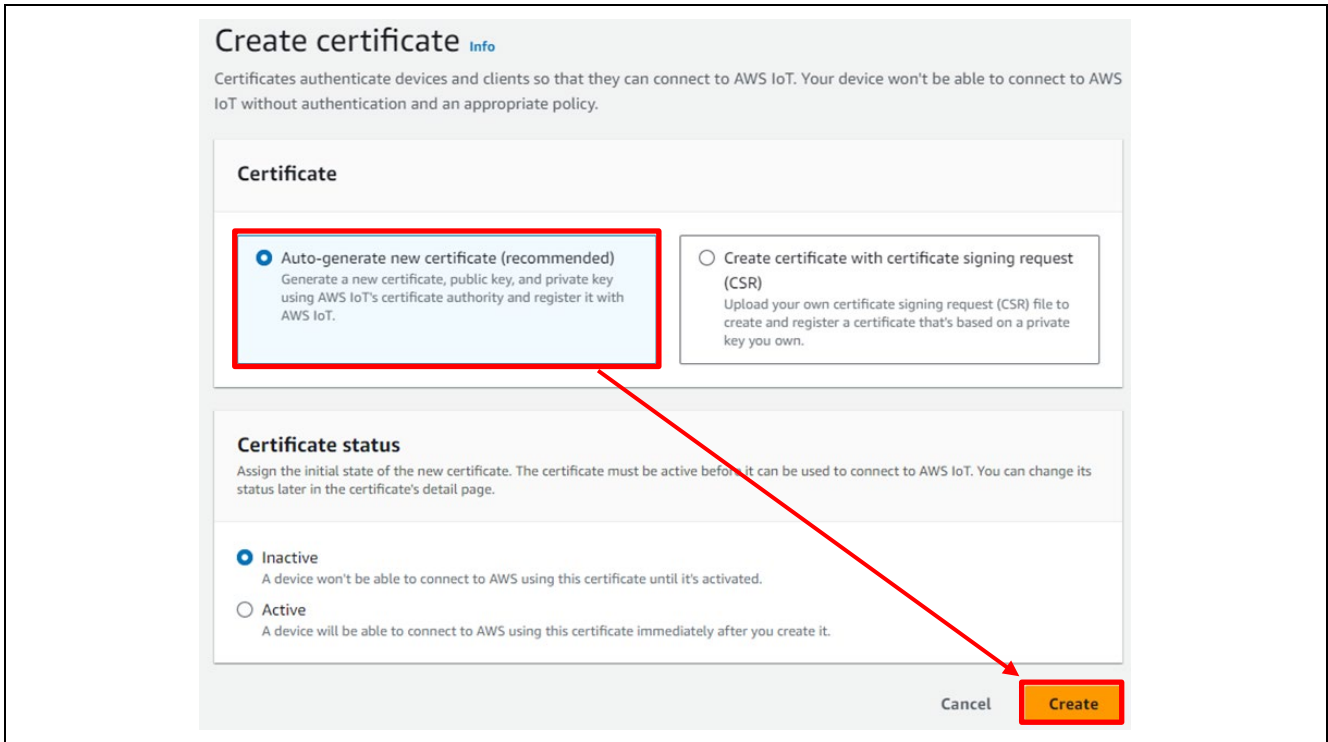 Create certificate Info
Certificates authenticate devices and clients so that they can connect to AWS IoT. Your device won't be able to connect to AWS
IoT without authentication and an appropriate policy.
Certificate
Auto-generate new certificate (recommended)
Generate a new certificate, public key, and private key
using AWS IoT's certificate authority and register it with
AWS IoT.
Create certificate with certificate signing request
(CSR)
Upload your own certificate signing request (CSR) file to
create and register a certificate that's based on a private
key you own.
Certificate status
Assign the initial state of the new certificate. The certificate must be active before it can be used to connect to AWS IoT. You can change its
status later in the certificate's detail page.
Inactive
A device won't be able to connect to AWS using this certificate until it's activated.
Active
A device will be able to connect to AWS using this certificate immediately after you create it.
Cancel Create